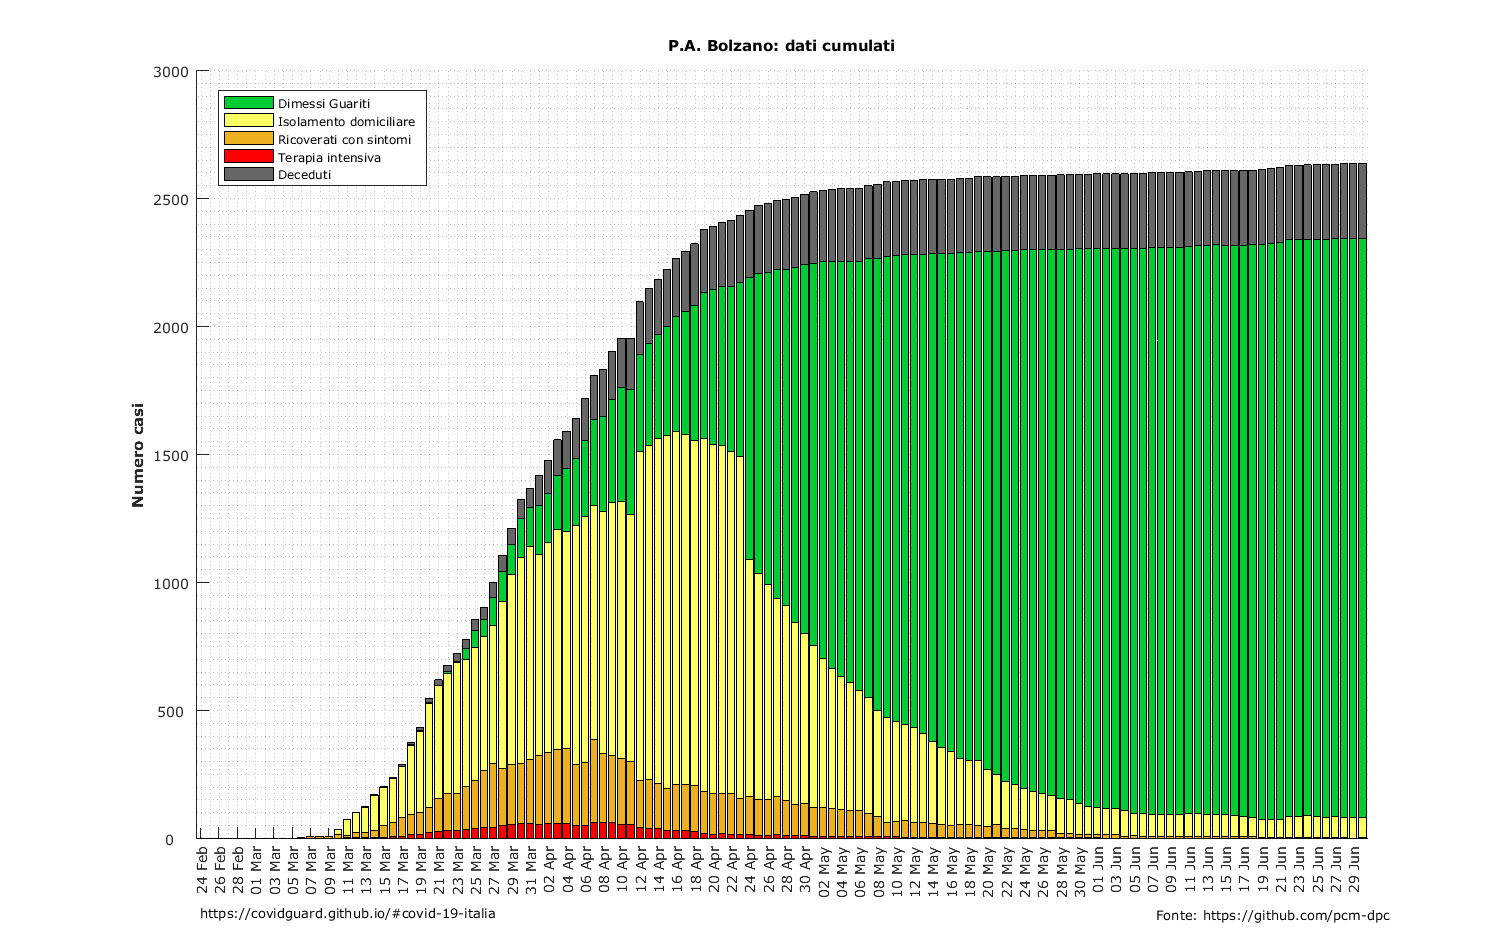 P.A. Bolzano: dati cumulati
3000
2500
2000
1500
1000
500
0
Numero casi
Dimessi Guariti
Isolamento domiciliare
Ricoverati con sintomi
Terapia intensiva
Deceduti
24 Feb
26 Feb
28 Feb
01 Mar
03 Mar
05 Mar
07 Mar
09 Mar
11 Mar
13 Mar
15 Mar
17 Mar
19 Mar
21 Mar
23 Mar
25 Mar
27 Mar
29 Mar
31 Mar
02 Apr
04 Apr
06 Apr
08 Apr
10 Apr
12 Apr
14 Apr
16 Apr
18 Apr
20 Apr
22 Apr
24 Apr
26 Apr
28 Apr
30 Apr
02 May
04 May
06 May
08 May
10 May
12 May
14 May
16 May
18 May
20 May
22 May
24 May
26 May
28 May
30 May
01 Jun
03 Jun
05 Jun
07 Jun
09 Jun
11 Jun
13 Jun
15 Jun
17 Jun
19 Jun
21 Jun
23 Jun
25 Jun
27 Jun
29 Jun
https://covidguard.github.io/#covid-19-italia
Fonte: https://github.com/pcm-dpc